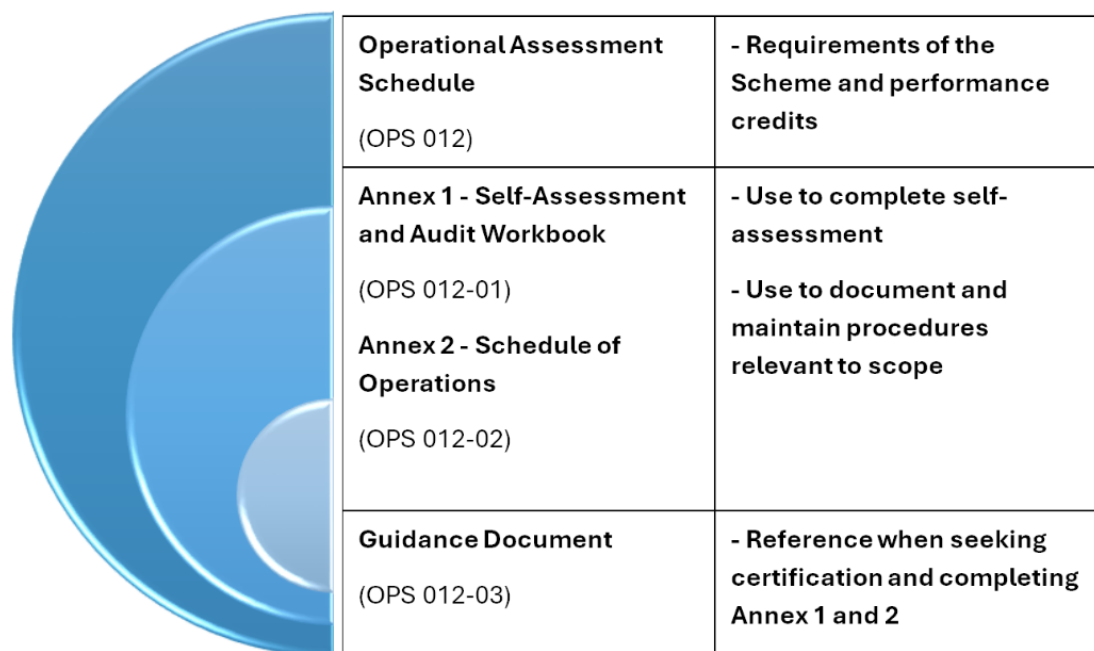 Operational Assessment
Schedule
(OPS 012)
- Requirements of the
Scheme and performance
credits
Annex 1 - Self-Assessment
and Audit Workbook
(OPS 012-01)
Annex 2 - Schedule of
Operations
(OPS 012-02)
- Use to complete self-
assessment
- Use to document and
maintain procedures
relevant to scope
Guidance Document
(OPS 012-03)
- Reference when seeking
certification and completing
Annex 1 and 2